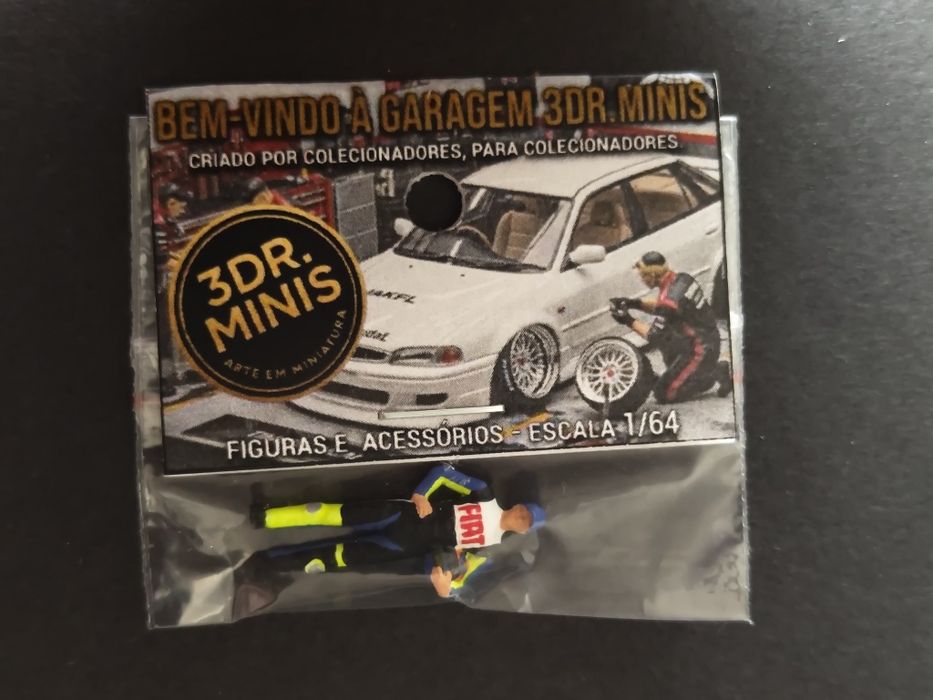 BEM-VINDO À GARAGEM 3DR.MINIS
CRIADO POR COLECIONADORES, PARA COLECIONADORES
3DR.
MINIS
ARTE EM MINIATURA
FIGURAS E ACESSÓRIOS - ESCALA 1/64
FIAT